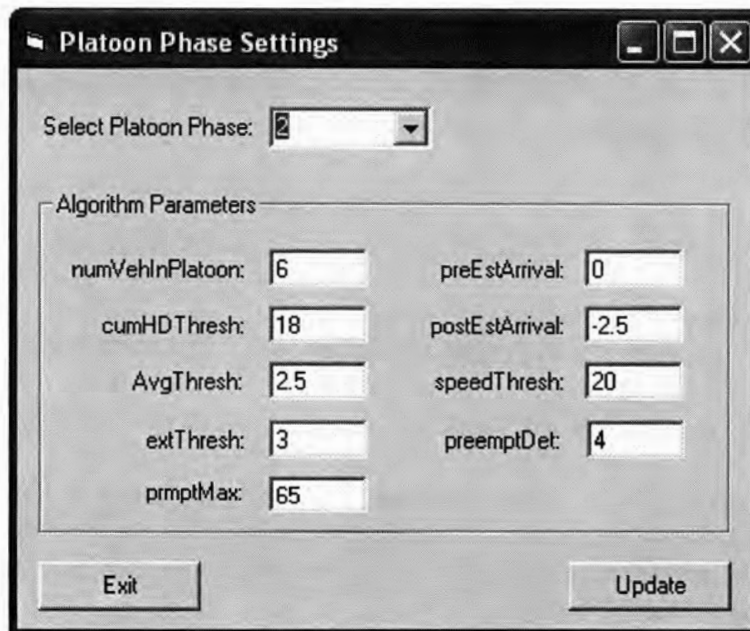 Platoon Phase Settings
Select Platoon Phase: 2
Algorithm Parameters
numVehInPlatoon: 6 preEstArrival: 0
cumHDThresh: 18 postEstArrival: -2.5
AvgThresh: 2.5 speedThresh: 20
extThresh: 3 preemptDet: 4
prmptMax: 65
Exit Update